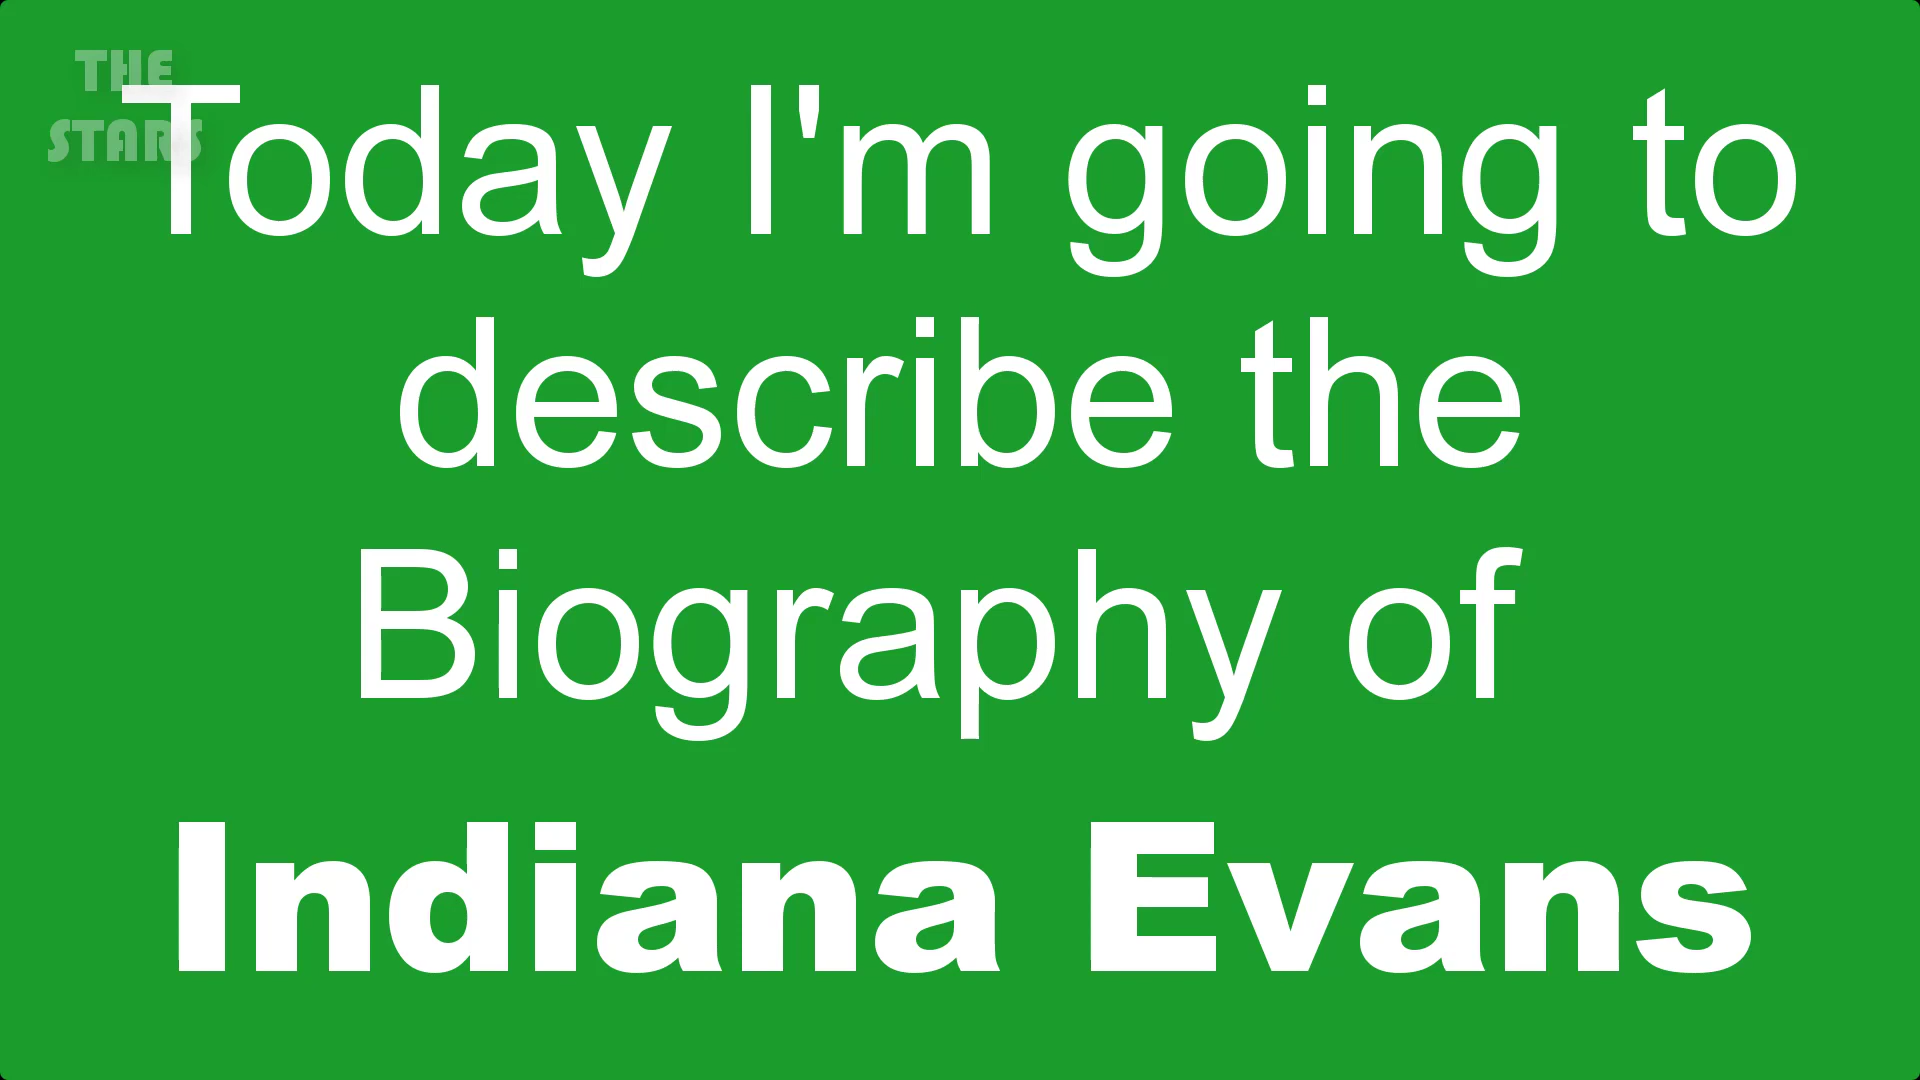 THE
STARS
Today I'm going to
describe the
Biography of
Indiana Evans